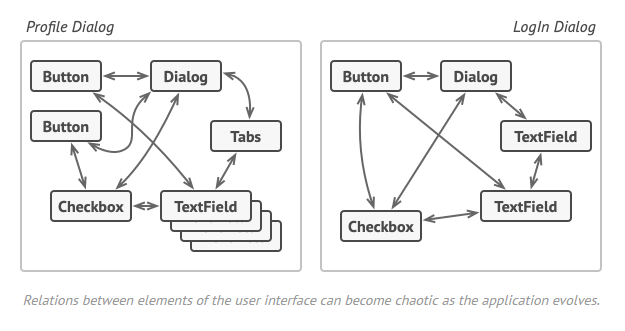 Profile Dialog
Button
Dialog
Button
Tabs
Checkbox
TextField
LogIn Dialog
Button
Dialog
TextField
TextField
Checkbox
Relations between elements of the user interface can become chaotic as the application evolves.